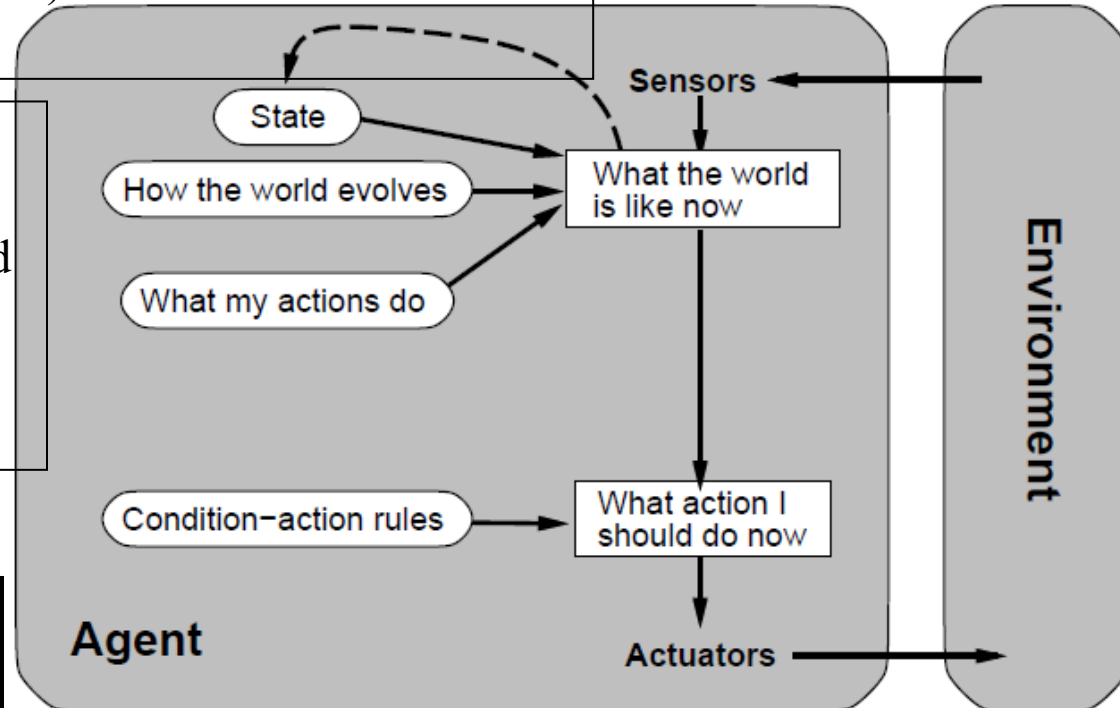 )
Sensors
State
What the world
is like now
How the world evolves
d
What my actions do
Environment
Condition−action rules
What action I
should do now
Agent
Actuators